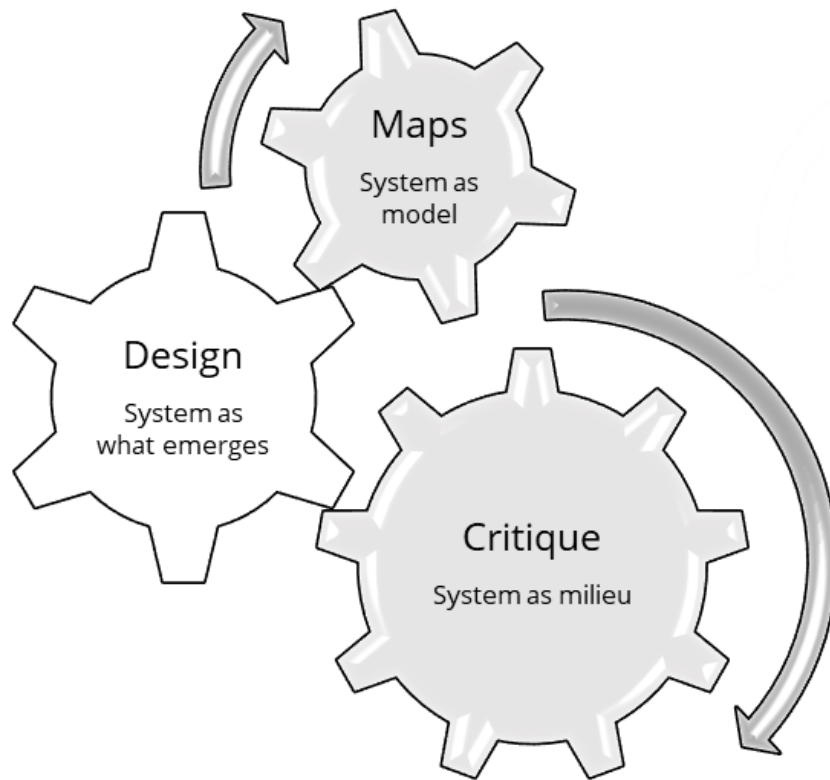 Maps
System as
model
Design
System as
what emerges
Critique
System as milieu